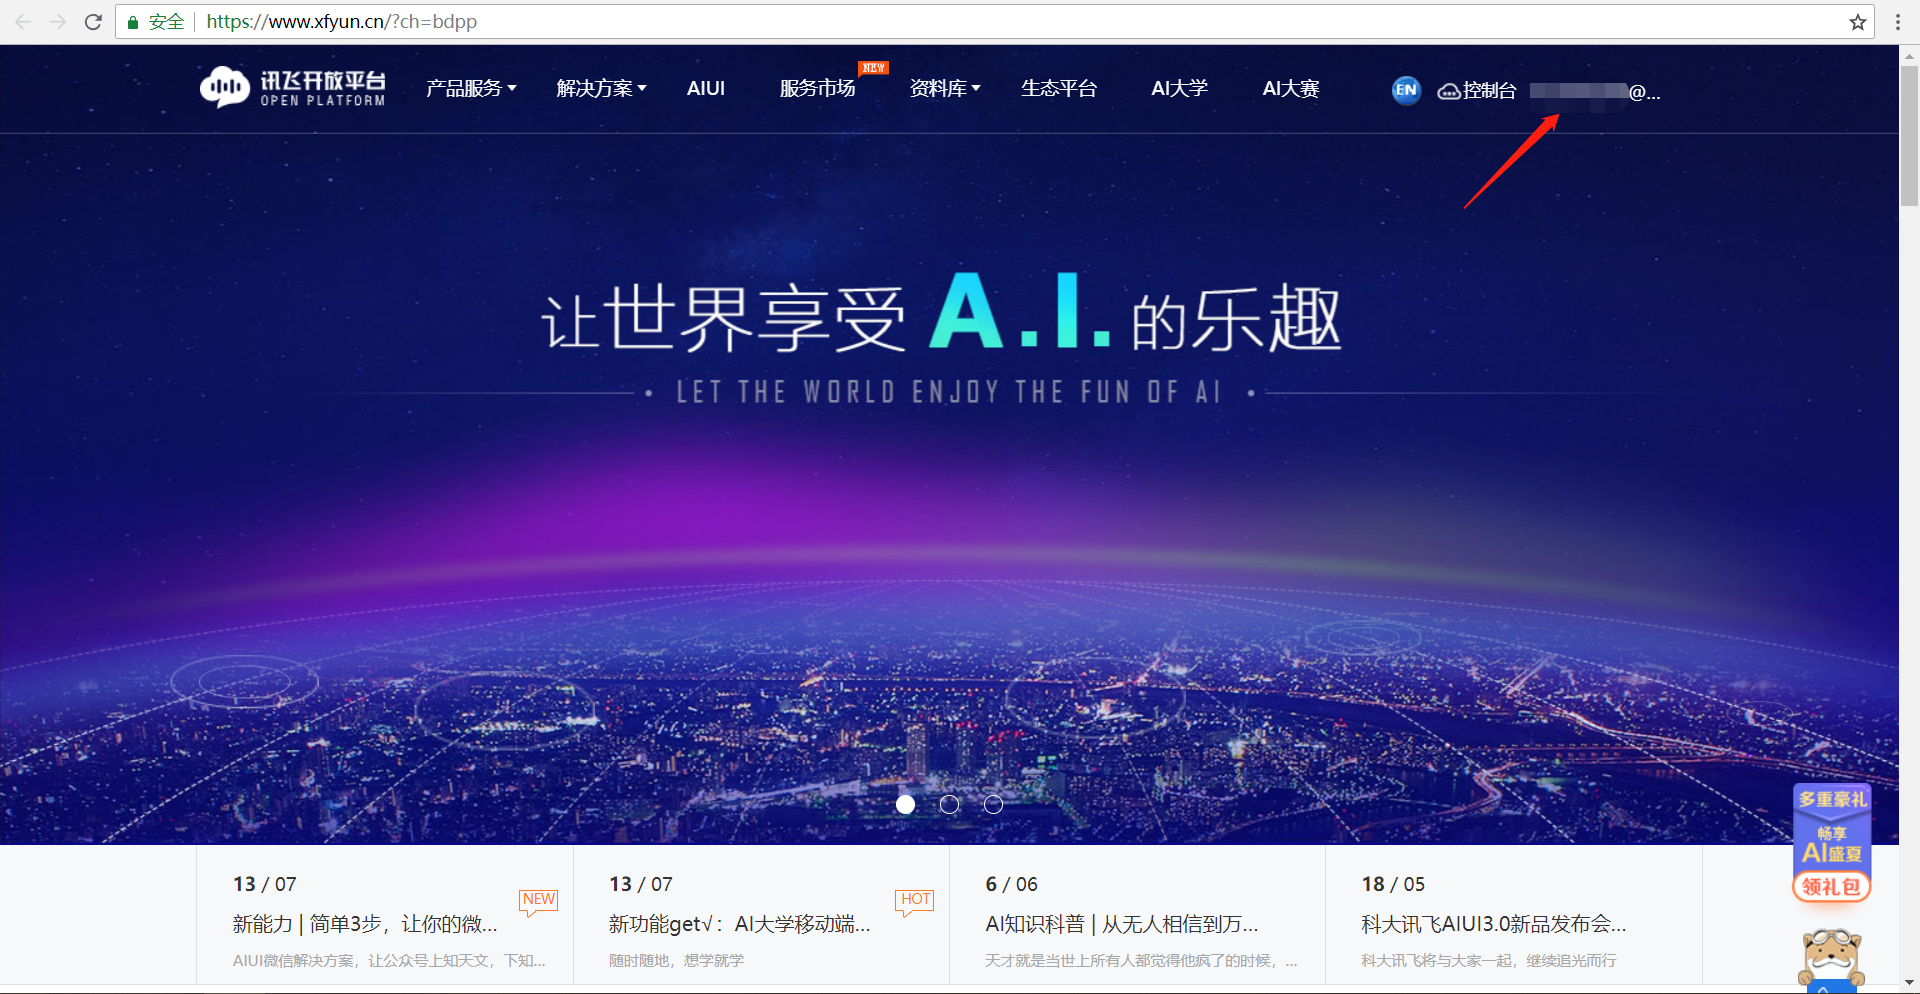 安全 https://www.xfyun.cn/?ch=bdpp
讯飞开放平台
OPEN PLATFORM
产品服务 解决方案 AIUI 服务市场 NEW 资料库 生态平台 AI大学 AI大赛 EN 控制台 @...
让世界享受 A.I. 的乐趣
• LET THE WORLD ENJOY THE FUN OF AI •
多重豪礼
畅享
AI盛夏
领礼包
13 / 07
NEW
新能力 | 简单3步，让你的微...
AIUI微信解决方案，让公众号上知天文，下知...
13 / 07
HOT
新功能get√：AI大学移动端...
随时随地，想学就学
6 / 06
AI知识科普 | 从无人相信到万...
天才就是当世上所有人都觉得他疯了的时候，...
18 / 05
科大讯飞AIUI3.0新品发布会...
科大讯飞将与大家一起，继续追光而行